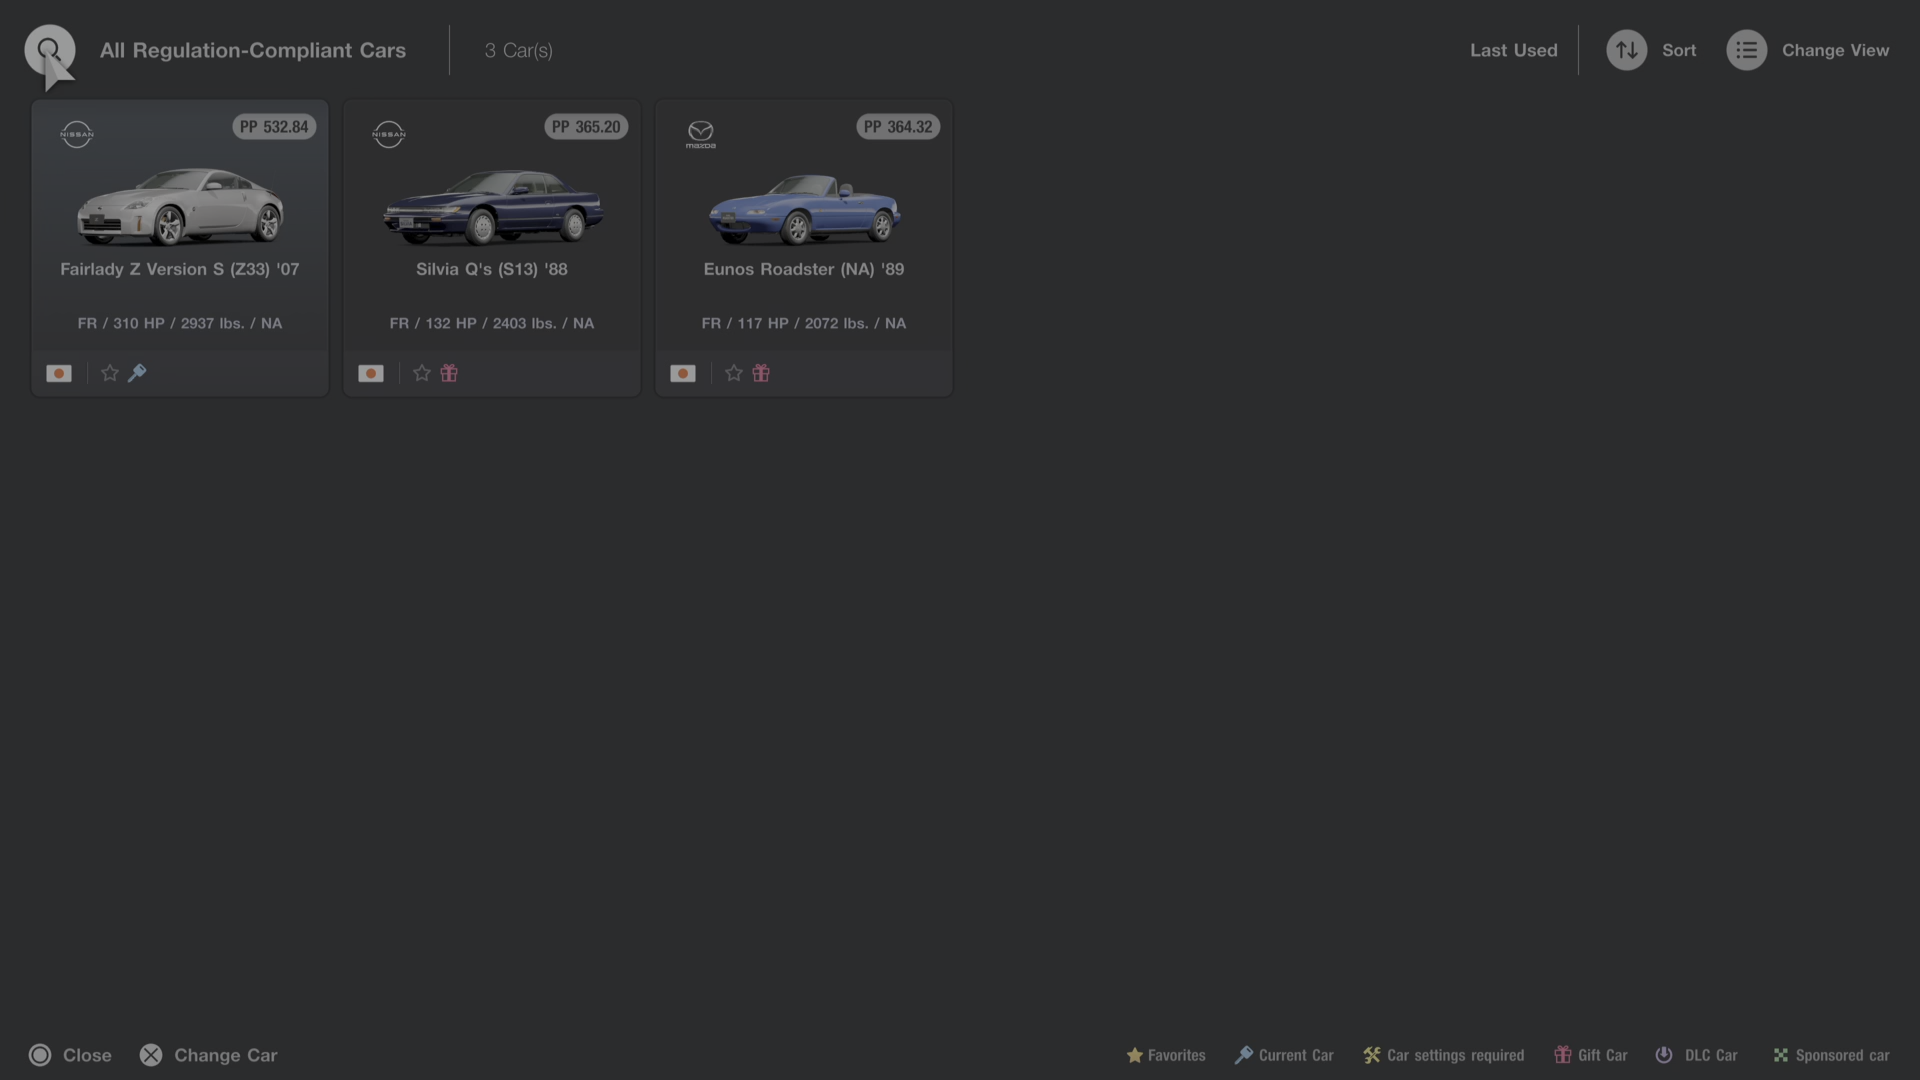 All Regulation-Compliant Cars
3 Car(s)
Last Used
Sort
Change View
NISSAN
PP 532.84
Fairlady Z Version S (Z33) '07
FR / 310 HP / 2937 lbs. / NA
NISSAN
PP 365.20
Silvia Q's (S13) '88
FR / 132 HP / 2403 lbs. / NA
mazda
PP 364.32
Eunos Roadster (NA) '89
FR / 117 HP / 2072 lbs. / NA
Close
Change Car
Favorites
Current Car
Car settings required
Gift Car
DLC Car
Sponsored car